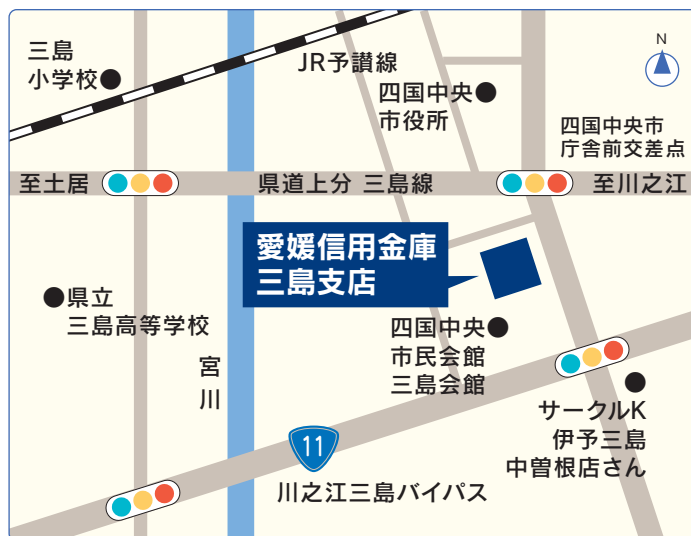 三島
小学校
JR予讃線
N
四国中央
市役所
四国中央市
庁舎前交差点
至土居
県道上分 三島線
至川之江
愛媛信用金庫
三島支店
県立
三島高等学校
四国中央
市民会館
三島会館
宮
川
サークルK
伊予三島
中曽根店さん
11
川之江三島バイパス